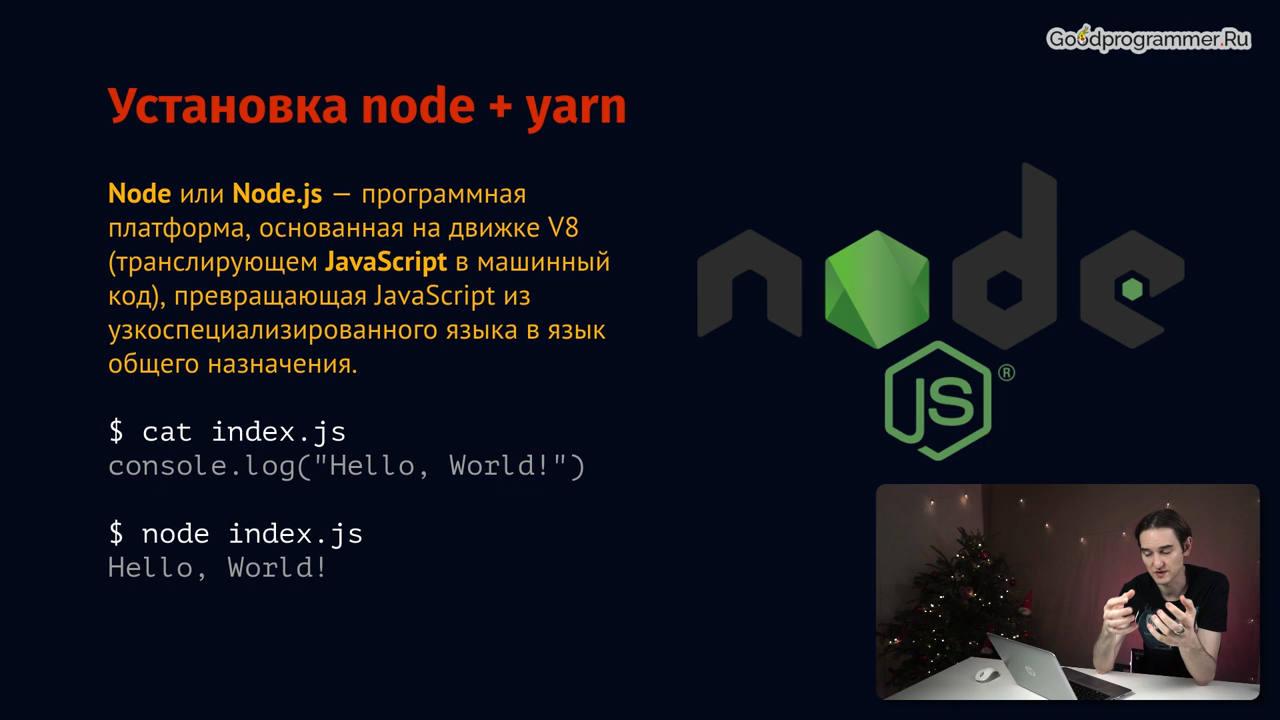 Goodprogrammer.Ru
Установка node + yarn
Node или Node.js — программная
платформа, основанная на движке V8
(транслирующем JavaScript в машинный
код), превращающая JavaScript из
узкоспециализированного языка в язык
общего назначения.
$ cat index.js
console.log("Hello, World!")
$ node index.js
Hello, World!
node
JS ®